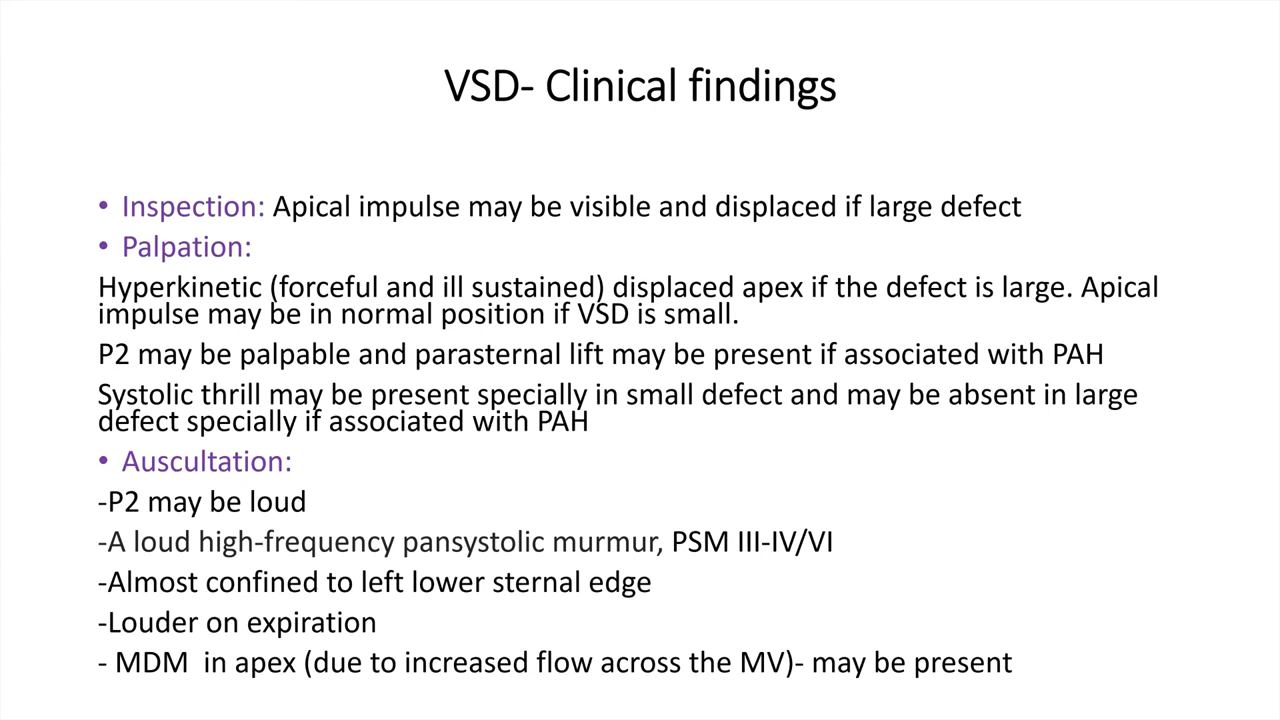 VSD- Clinical findings
• Inspection: Apical impulse may be visible and displaced if large defect
• Palpation:
Hyperkinetic (forceful and ill sustained) displaced apex if the defect is large. Apical
impulse may be in normal position if VSD is small.
P2 may be palpable and parasternal lift may be present if associated with PAH
Systolic thrill may be present specially in small defect and may be absent in large
defect specially if associated with PAH
• Auscultation:
-P2 may be loud
-A loud high-frequency pansystolic murmur, PSM III-IV/VI
-Almost confined to left lower sternal edge
-Louder on expiration
- MDM  in apex (due to increased flow across the MV)- may be present